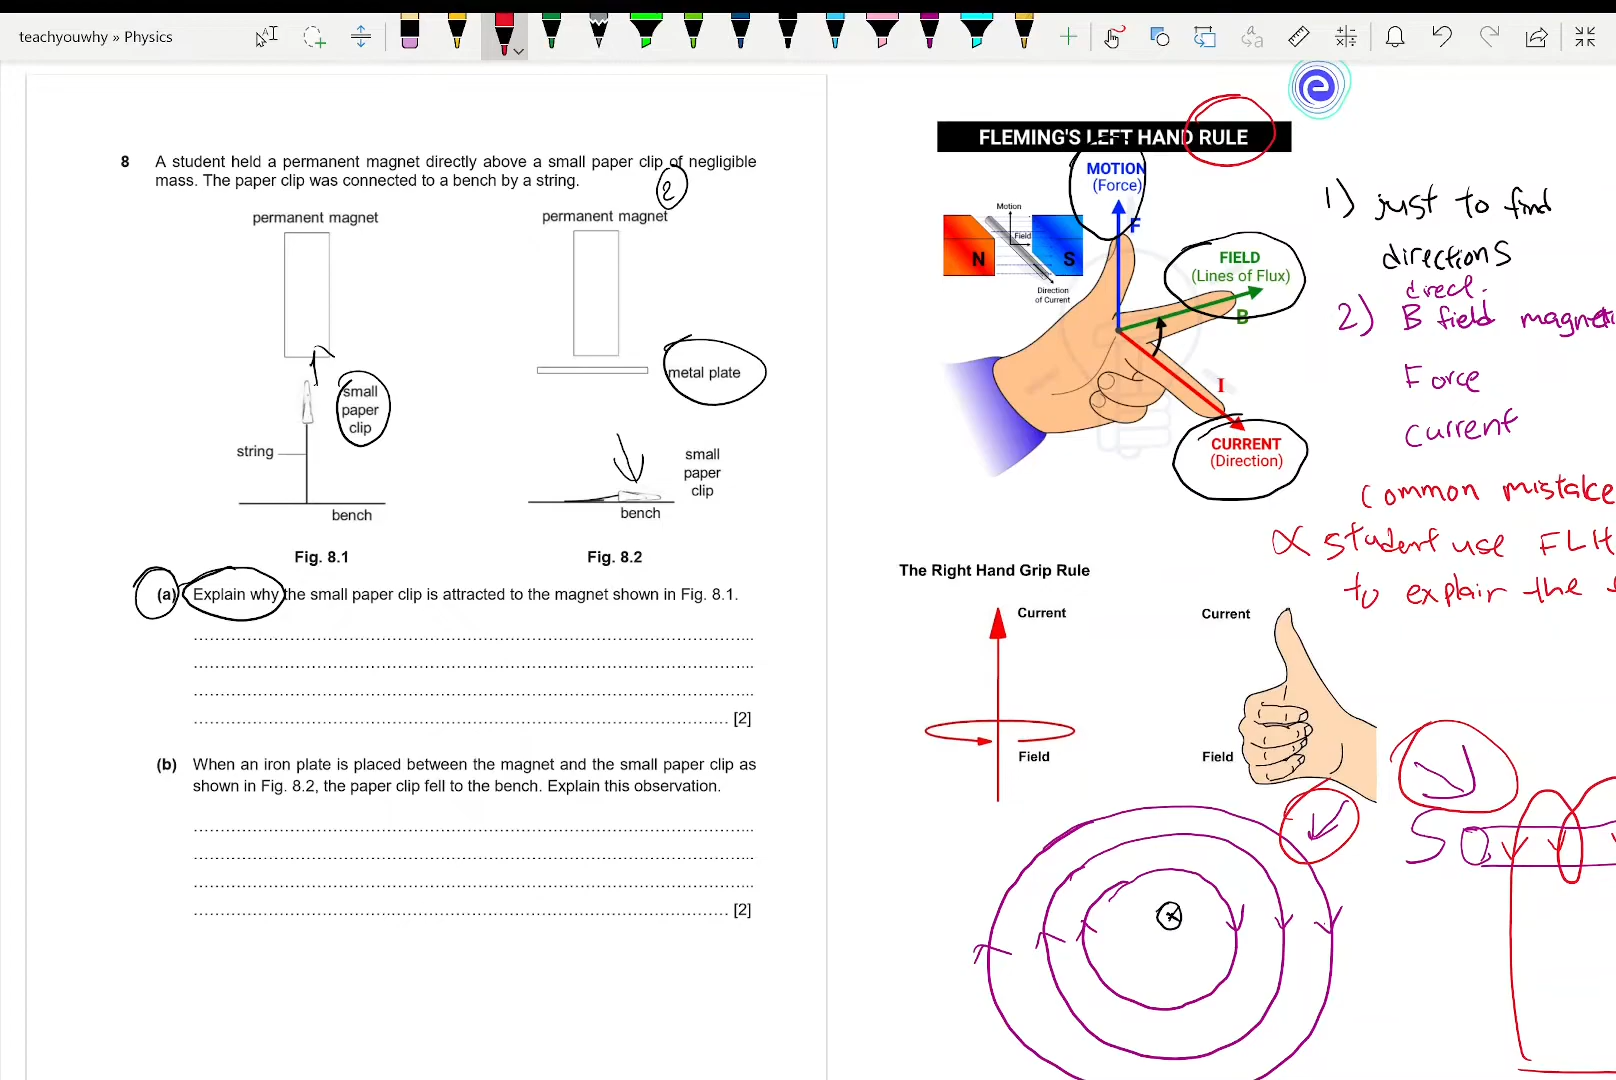 teachyouwhy » Physics
8 A student held a permanent magnet directly above a small paper clip of negligible
mass. The paper clip was connected to a bench by a string.
2
permanent magnet
small
paper
clip
string
bench
Fig. 8.1
permanent magnet
metal plate
small
paper
clip
bench
Fig. 8.2
(a) Explain why the small paper clip is attracted to the magnet shown in Fig. 8.1.
[2]
(b) When an iron plate is placed between the magnet and the small paper clip as
shown in Fig. 8.2, the paper clip fell to the bench. Explain this observation.
[2]
FLEMING'S LEFT HAND RULE
MOTION
(Force)
F
Motion
Field
N
S
Direction
of Current
FIELD
(Lines of Flux)
B
I
CURRENT
(Direction)
1) just to find
directions
direct.
2) B field
Force
Current
Common mistake
student use
to explain the
The Right Hand Grip Rule
Current
Field
Current
Field
S